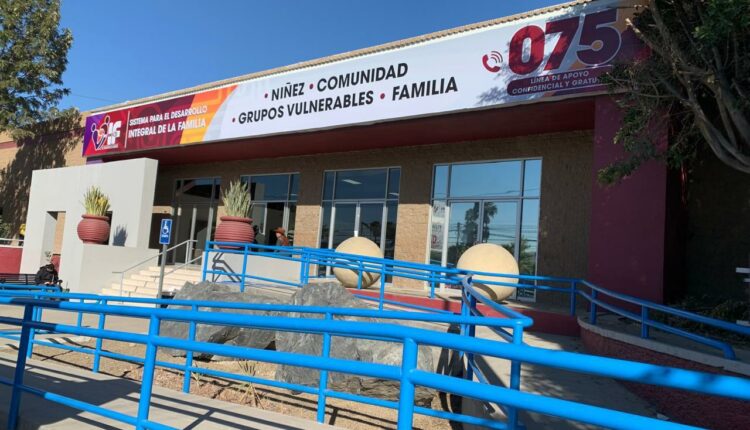 DIF
SISTEMA PARA EL DESARROLLO
INTEGRAL DE LA FAMILIA
• NIÑEZ • COMUNIDAD
• GRUPOS VULNERABLES • FAMILIA
075
LÍNEA DE APOYO
CONFIDENCIAL Y GRATUITA